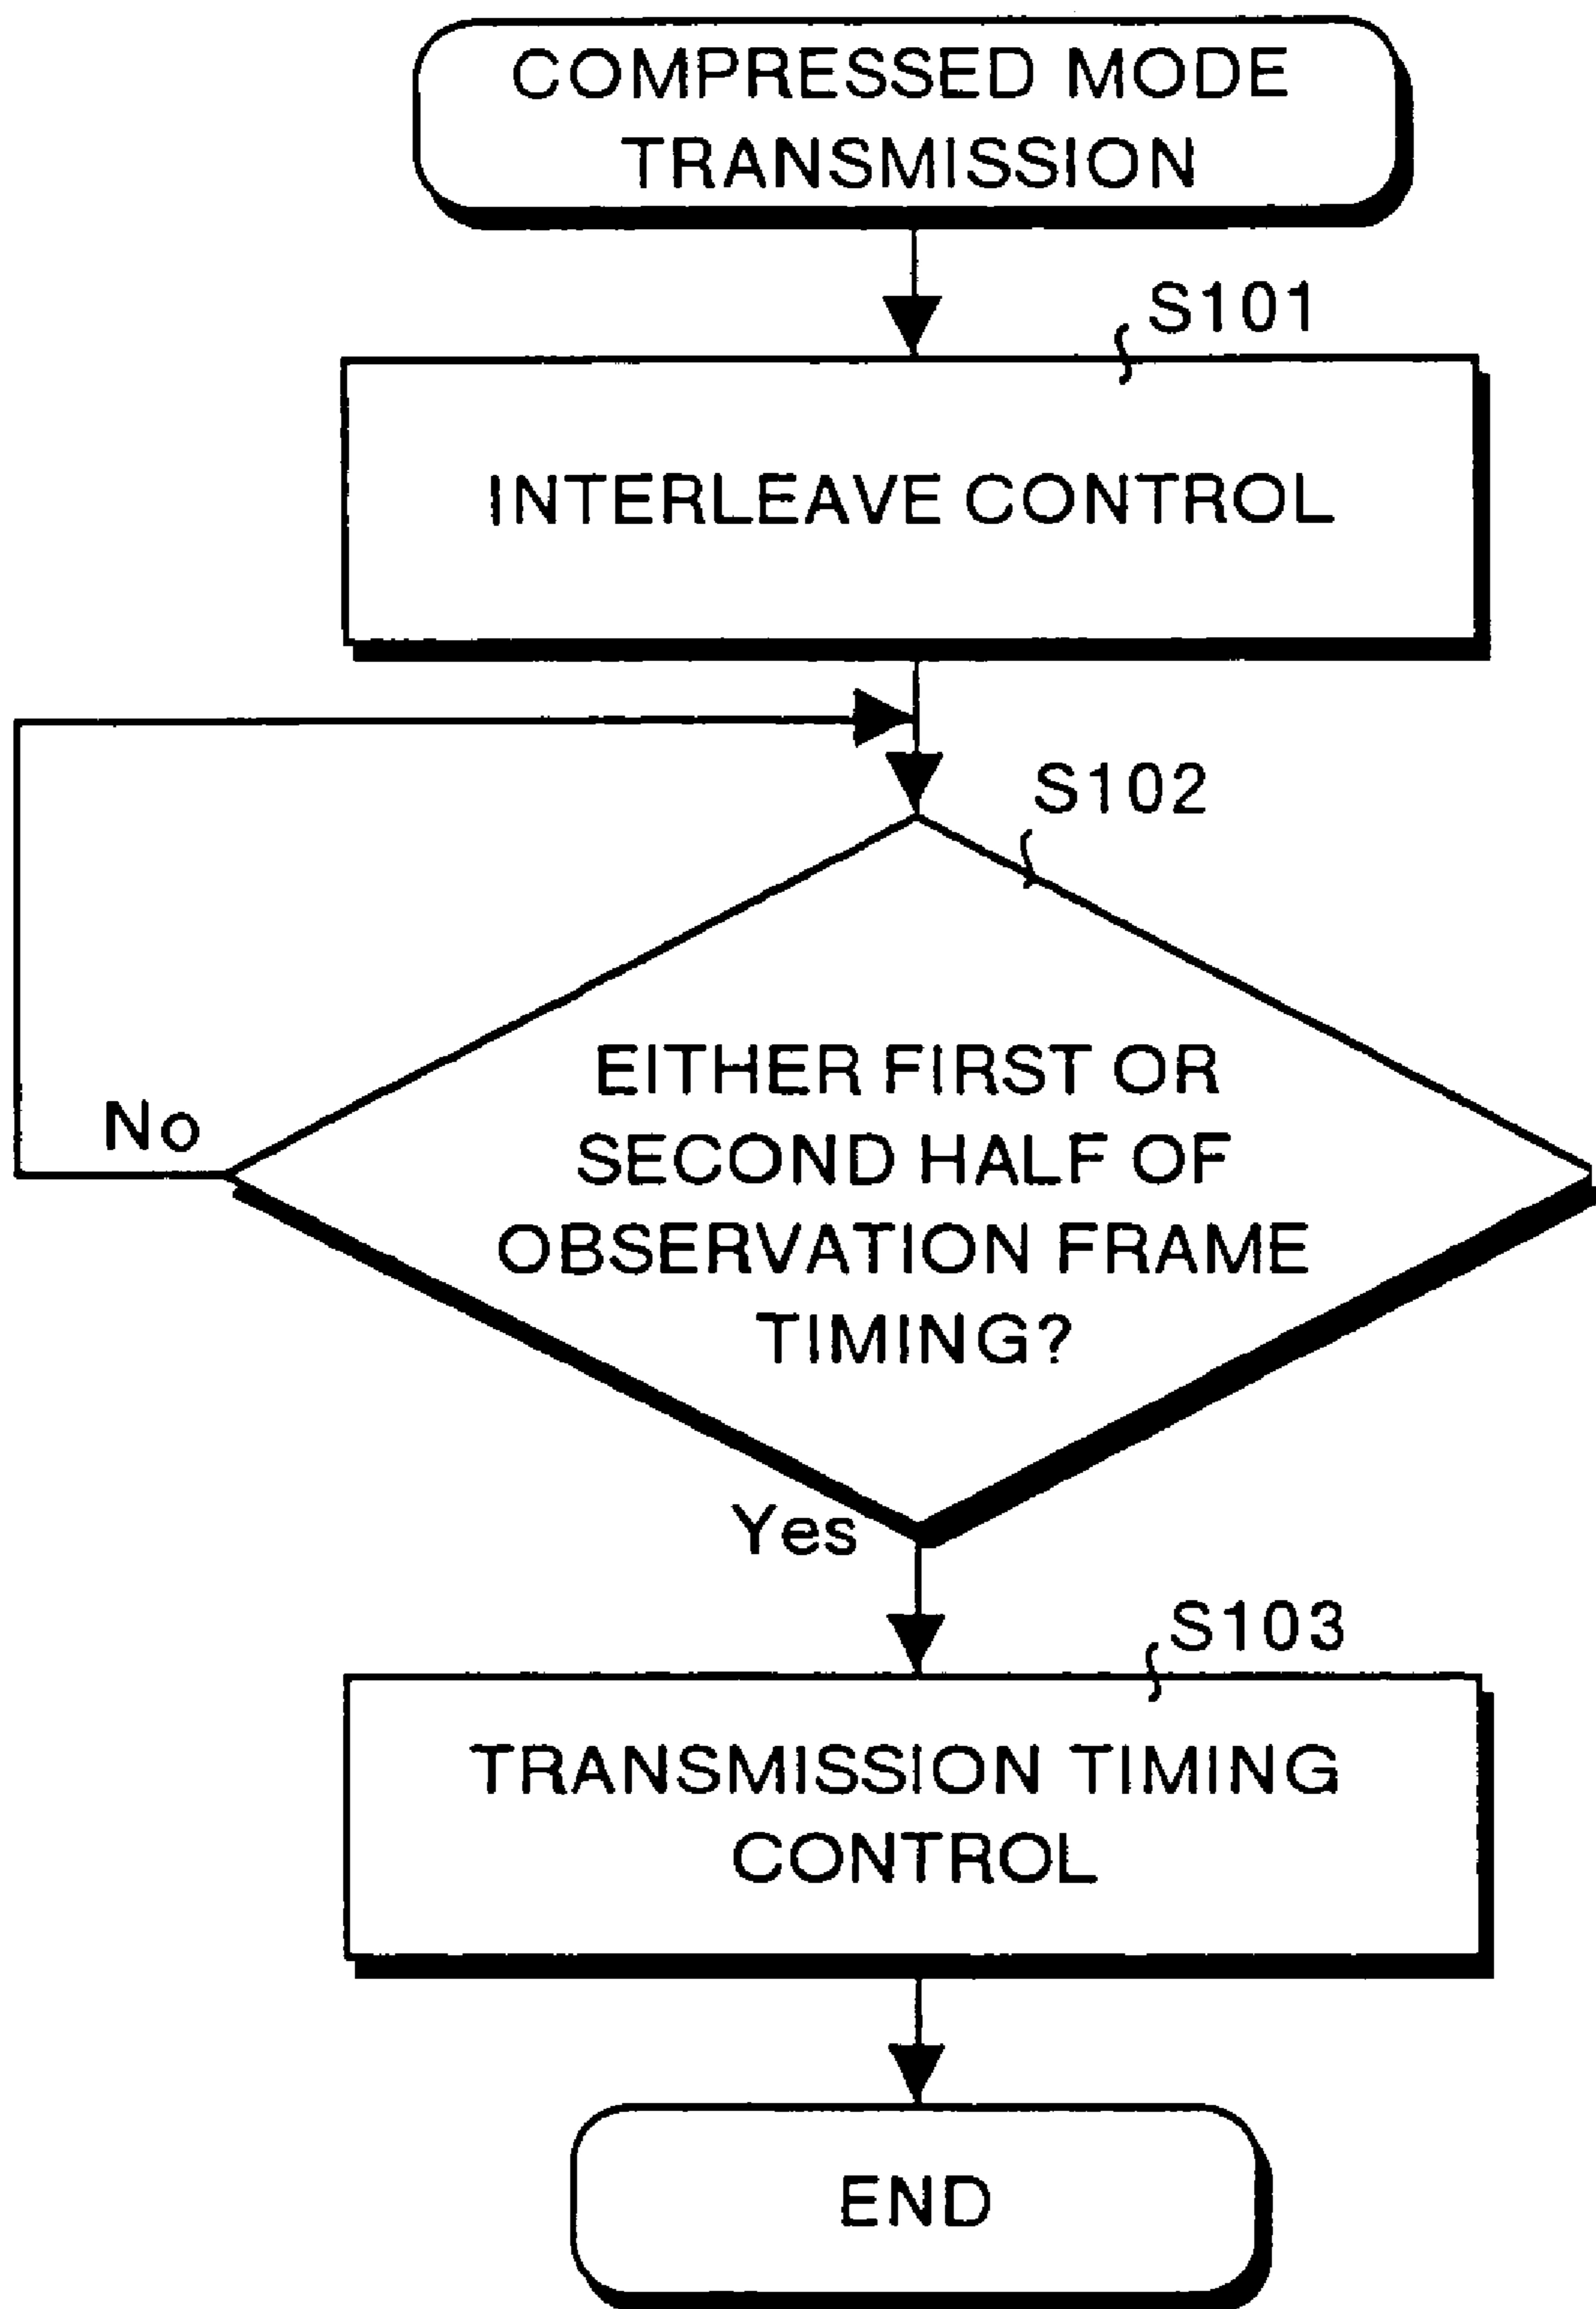 COMPRESSED MODE
TRANSMISSION
S101
INTERLEAVE CONTROL
S102
EITHER FIRST OR
SECOND HALF OF
OBSERVATION FRAME
TIMING?
No
Yes
S103
TRANSMISSION TIMING
CONTROL
END